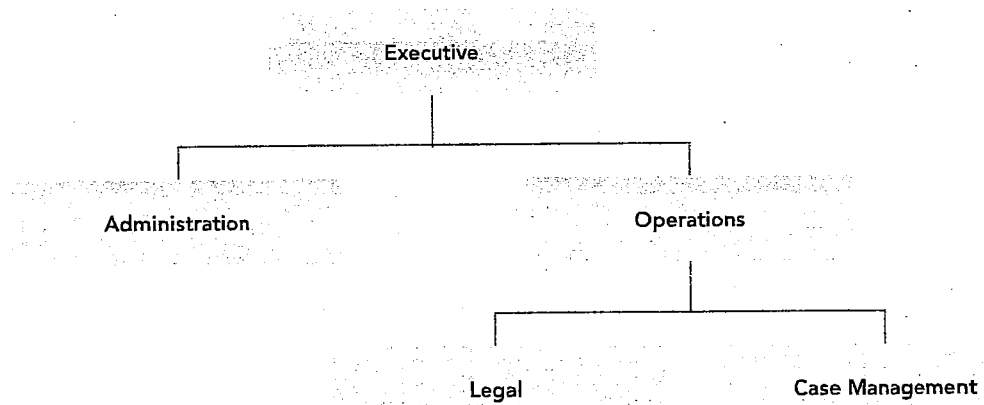 Executive
Administration
Operations
Legal
Case Management